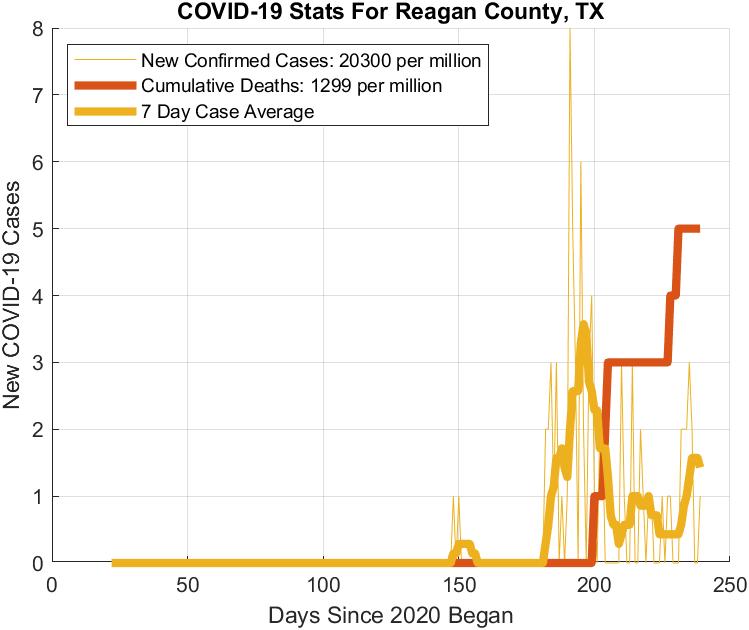 COVID-19 Stats For Reagan County, TX
New Confirmed Cases: 20300 per million
Cumulative Deaths: 1299 per million
7 Day Case Average
New COVID-19 Cases
8
7
6
5
4
3
2
1
0
0 50 100 150 200 250
Days Since 2020 Began